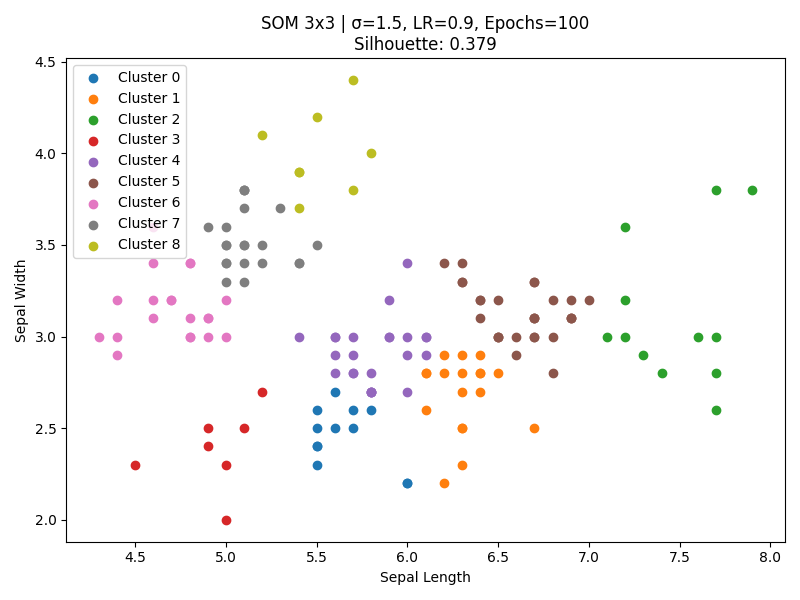 SOM 3x3 | σ=1.5, LR=0.9, Epochs=100
Silhouette: 0.379
Cluster 0
Cluster 1
Cluster 2
Cluster 3
Cluster 4
Cluster 5
Cluster 6
Cluster 7
Cluster 8
4.5
4.0
3.5
3.0
2.5
2.0
Sepal Width
4.5 5.0 5.5 6.0 6.5 7.0 7.5 8.0
Sepal Length